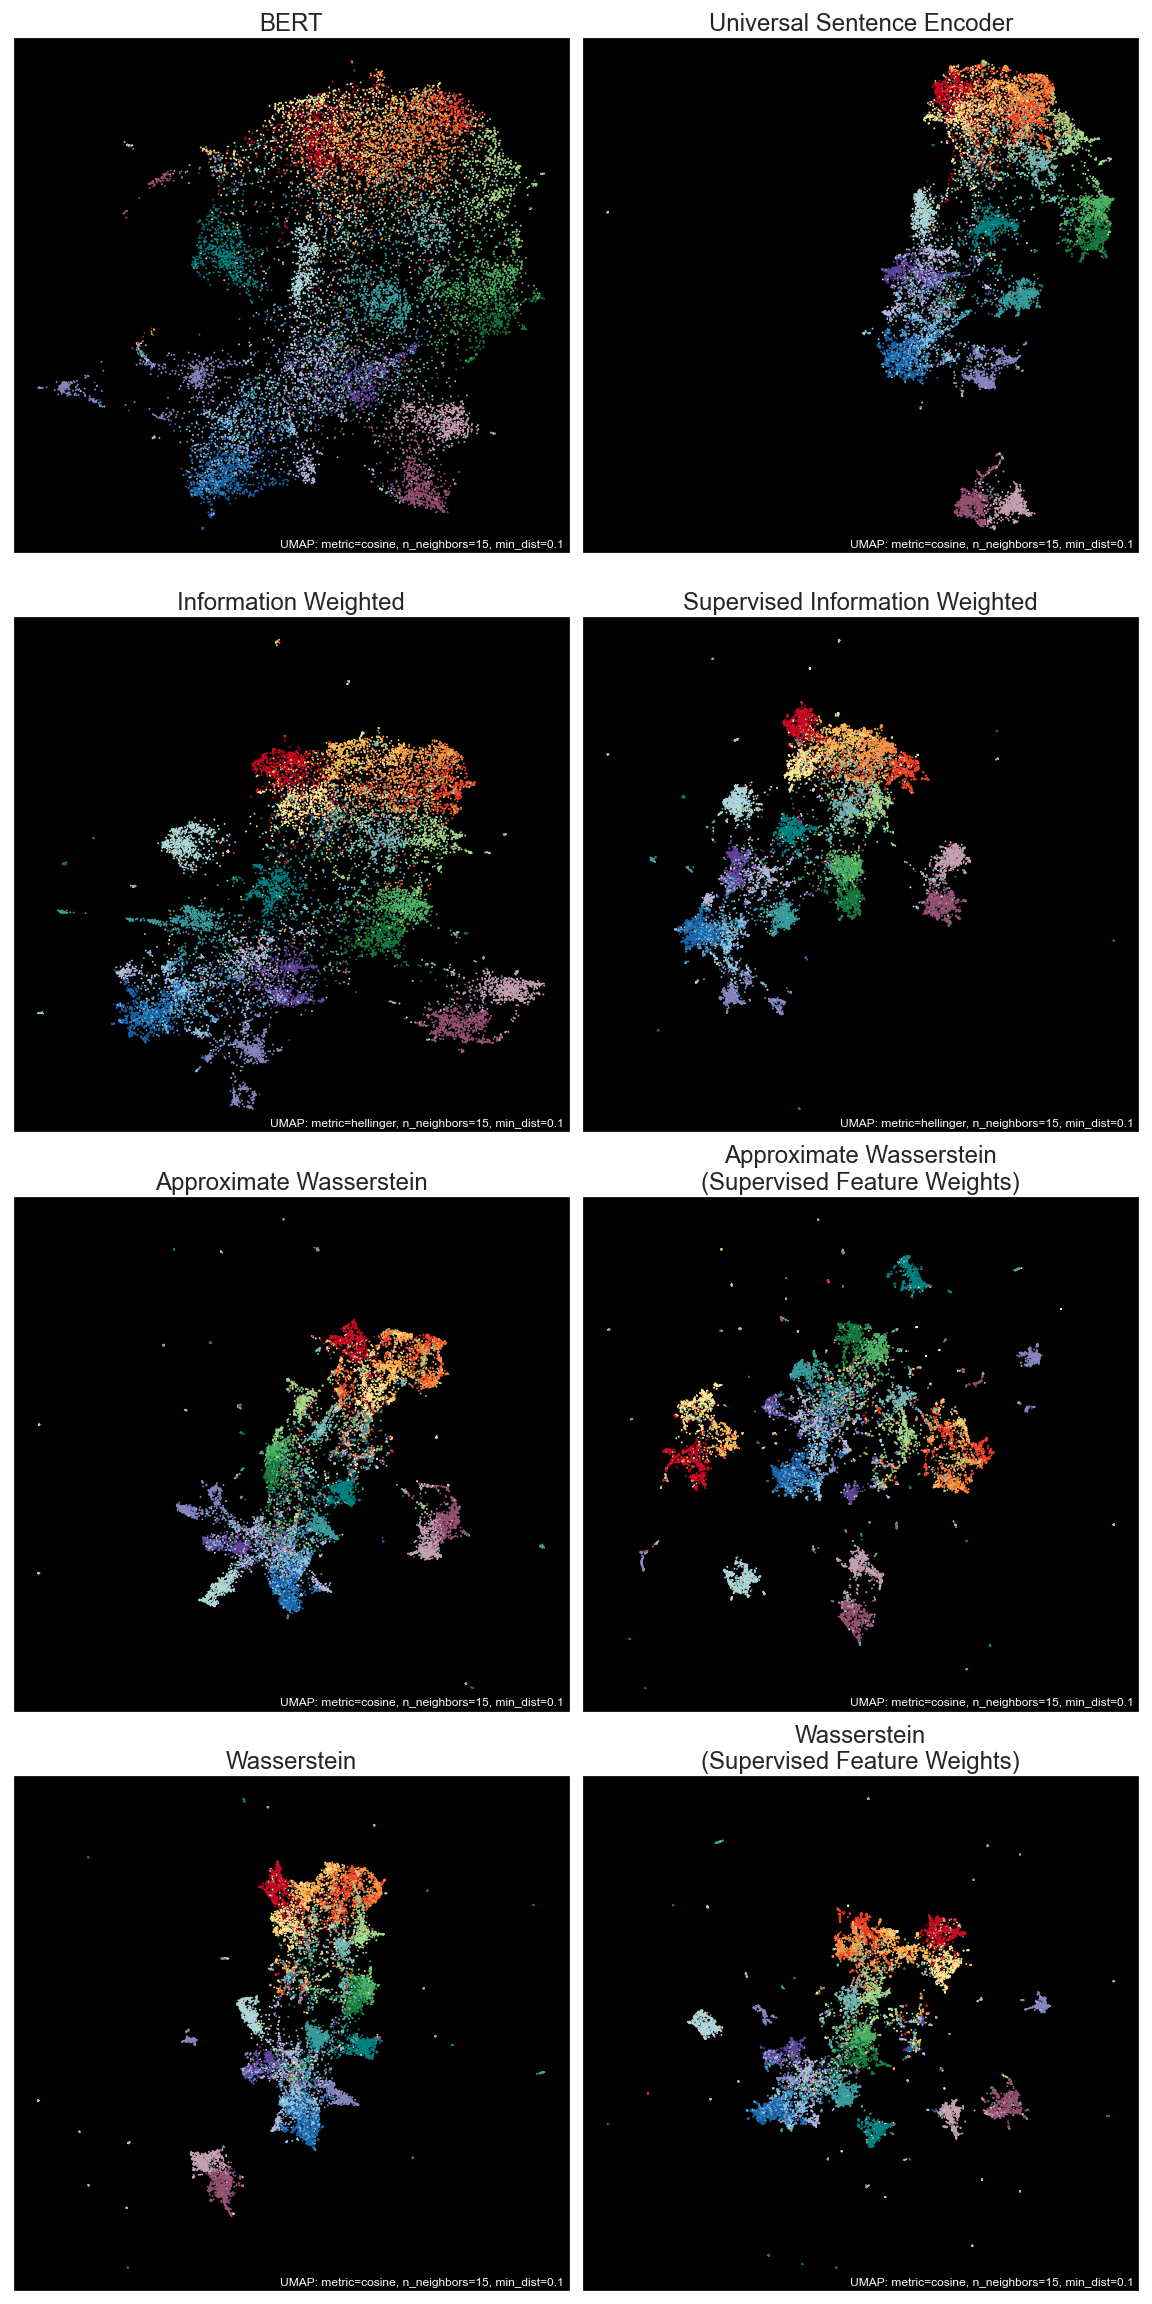 BERT
Universal Sentence Encoder
UMAP: metric=cosine, n_neighbors=15, min_dist=0.1
UMAP: metric=cosine, n_neighbors=15, min_dist=0.1
Information Weighted
Supervised Information Weighted
UMAP: metric=hellinger, n_neighbors=15, min_dist=0.1
UMAP: metric=hellinger, n_neighbors=15, min_dist=0.1
Approximate Wasserstein
Approximate Wasserstein
(Supervised Feature Weights)
UMAP: metric=cosine, n_neighbors=15, min_dist=0.1
UMAP: metric=cosine, n_neighbors=15, min_dist=0.1
Wasserstein
Wasserstein
(Supervised Feature Weights)
UMAP: metric=cosine, n_neighbors=15, min_dist=0.1
UMAP: metric=cosine, n_neighbors=15, min_dist=0.1